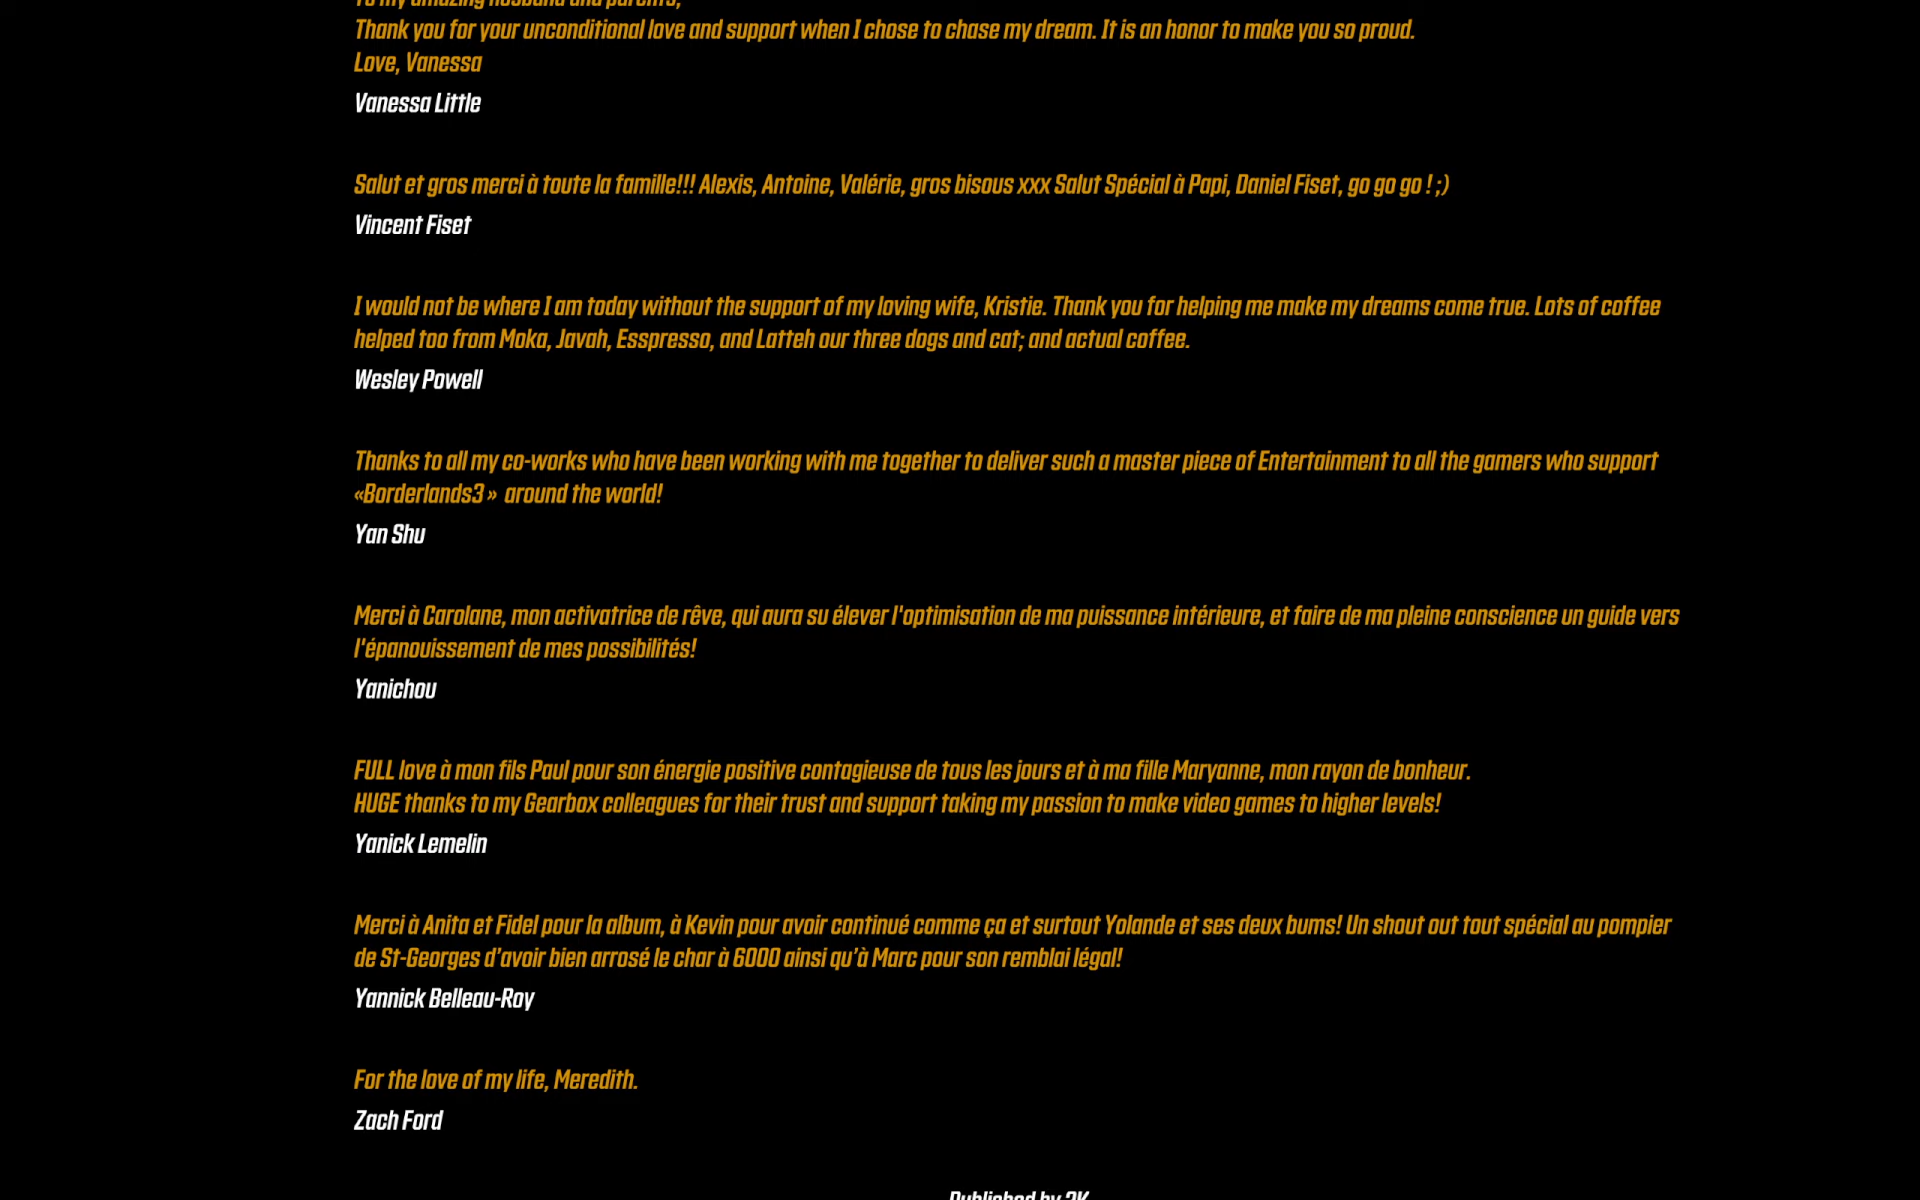 To my amazing husband and parents,
Thank you for your unconditional love and support when I chose to chase my dream. It is an honor to make you so proud.
Love, Vanessa
Vanessa Little
Salut et gros merci à toute la famille!!! Alexis, Antoine, Valérie, gros bisous xxx Salut Spécial à Papi, Daniel Fiset, go go go ! ;)
Vincent Fiset
I would not be where I am today without the support of my loving wife, Kristie. Thank you for helping me make my dreams come true. Lots of coffee
helped too from Moka, Javah, Esspresso, and Latteh our three dogs and cat; and actual coffee.
Wesley Powell
Thanks to all my co-works who have been working with me together to deliver such a master piece of Entertainment to all the gamers who support
«Borderlands3 » around the world!
Yan Shu
Merci à Carolane, mon activatrice de rêve, qui aura su élever l'optimisation de ma puissance intérieure, et faire de ma pleine conscience un guide vers
l'épanouissement de mes possibilités!
Yanichou
FULL love à mon fils Paul pour son énergie positive contagieuse de tous les jours et à ma fille Maryanne, mon rayon de bonheur.
HUGE thanks to my Gearbox colleagues for their trust and support taking my passion to make video games to higher levels!
Yanick Lemelin
Merci à Anita et Fidel pour la album, à Kevin pour avoir continué comme ça et surtout Yolande et ses deux bums! Un shout out tout spécial au pompier
de St-Georges d'avoir bien arrosé le char à 6000 ainsi qu'à Marc pour son remblai légal!
Yannick Belleau-Roy
For the love of my life, Meredith.
Zach Ford
Published by 2K